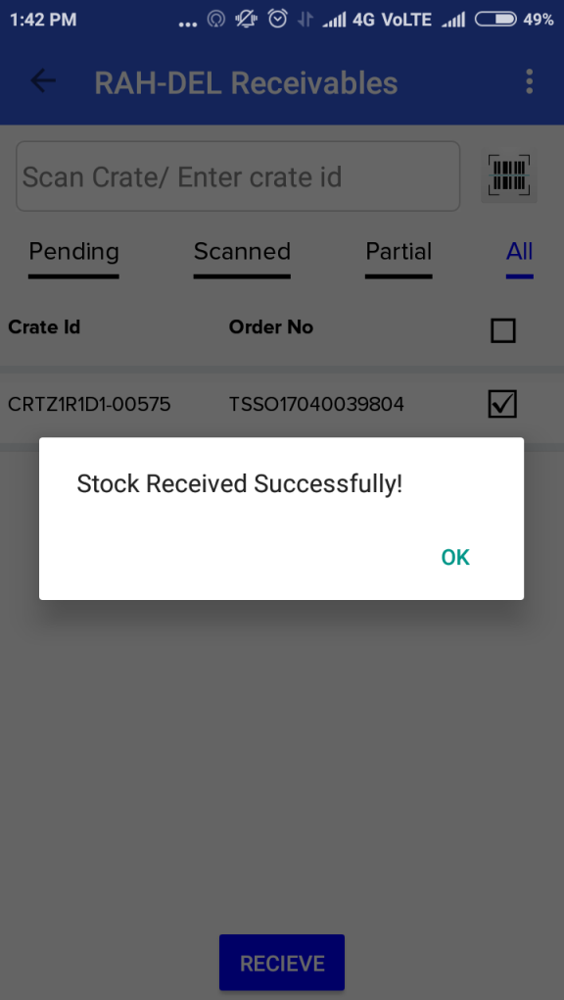 1:42 PM ... 4G VoLTE 49%
RAH-DEL Receivables
Scan Crate/ Enter crate id
Pending Scanned Partial All
Crate Id Order No
CRTZ1R1D1-00575 TSSO17040039804
Stock Received Successfully!
OK
RECIEVE